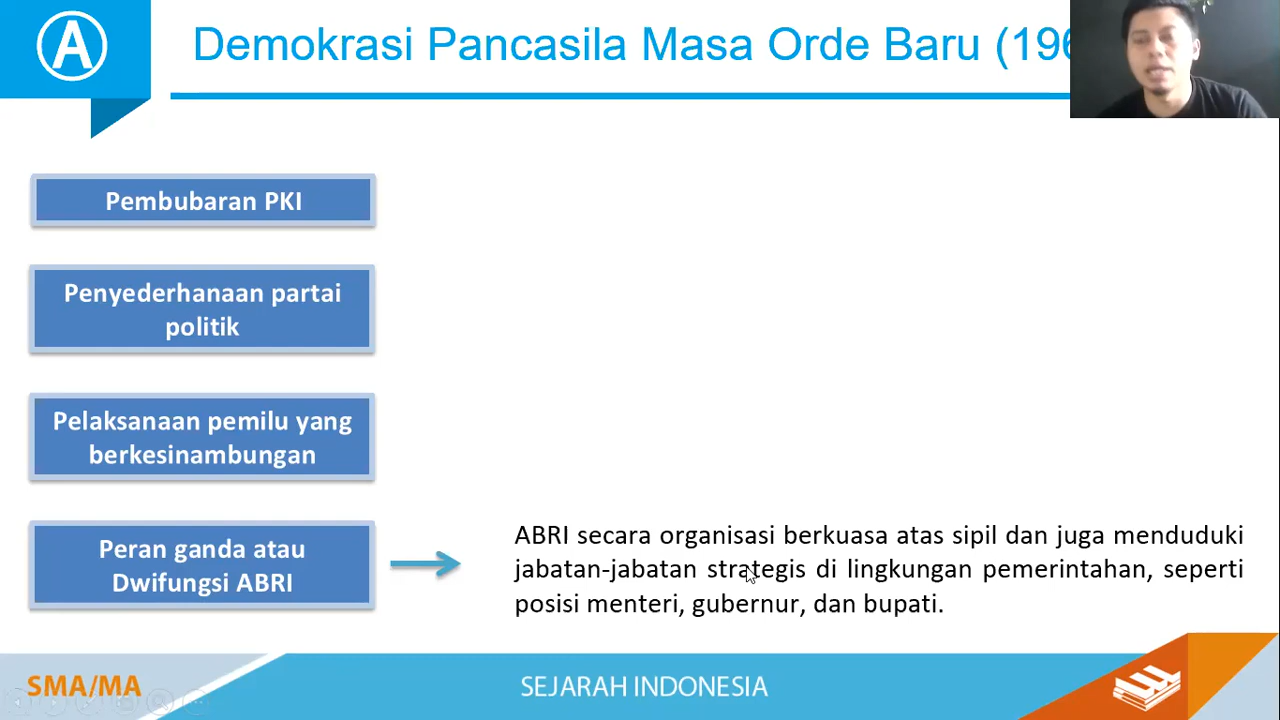 A
Demokrasi Pancasila Masa Orde Baru (196
Pembubaran PKI
Penyederhanaan partai
politik
Pelaksanaan pemilu yang
berkesinambungan
Peran ganda atau
Dwifungsi ABRI
ABRI secara organisasi berkuasa atas sipil dan juga menduduki
jabatan-jabatan strategis di lingkungan pemerintahan, seperti
posisi menteri, gubernur, dan bupati.
SMA/MA
SEJARAH INDONESIA